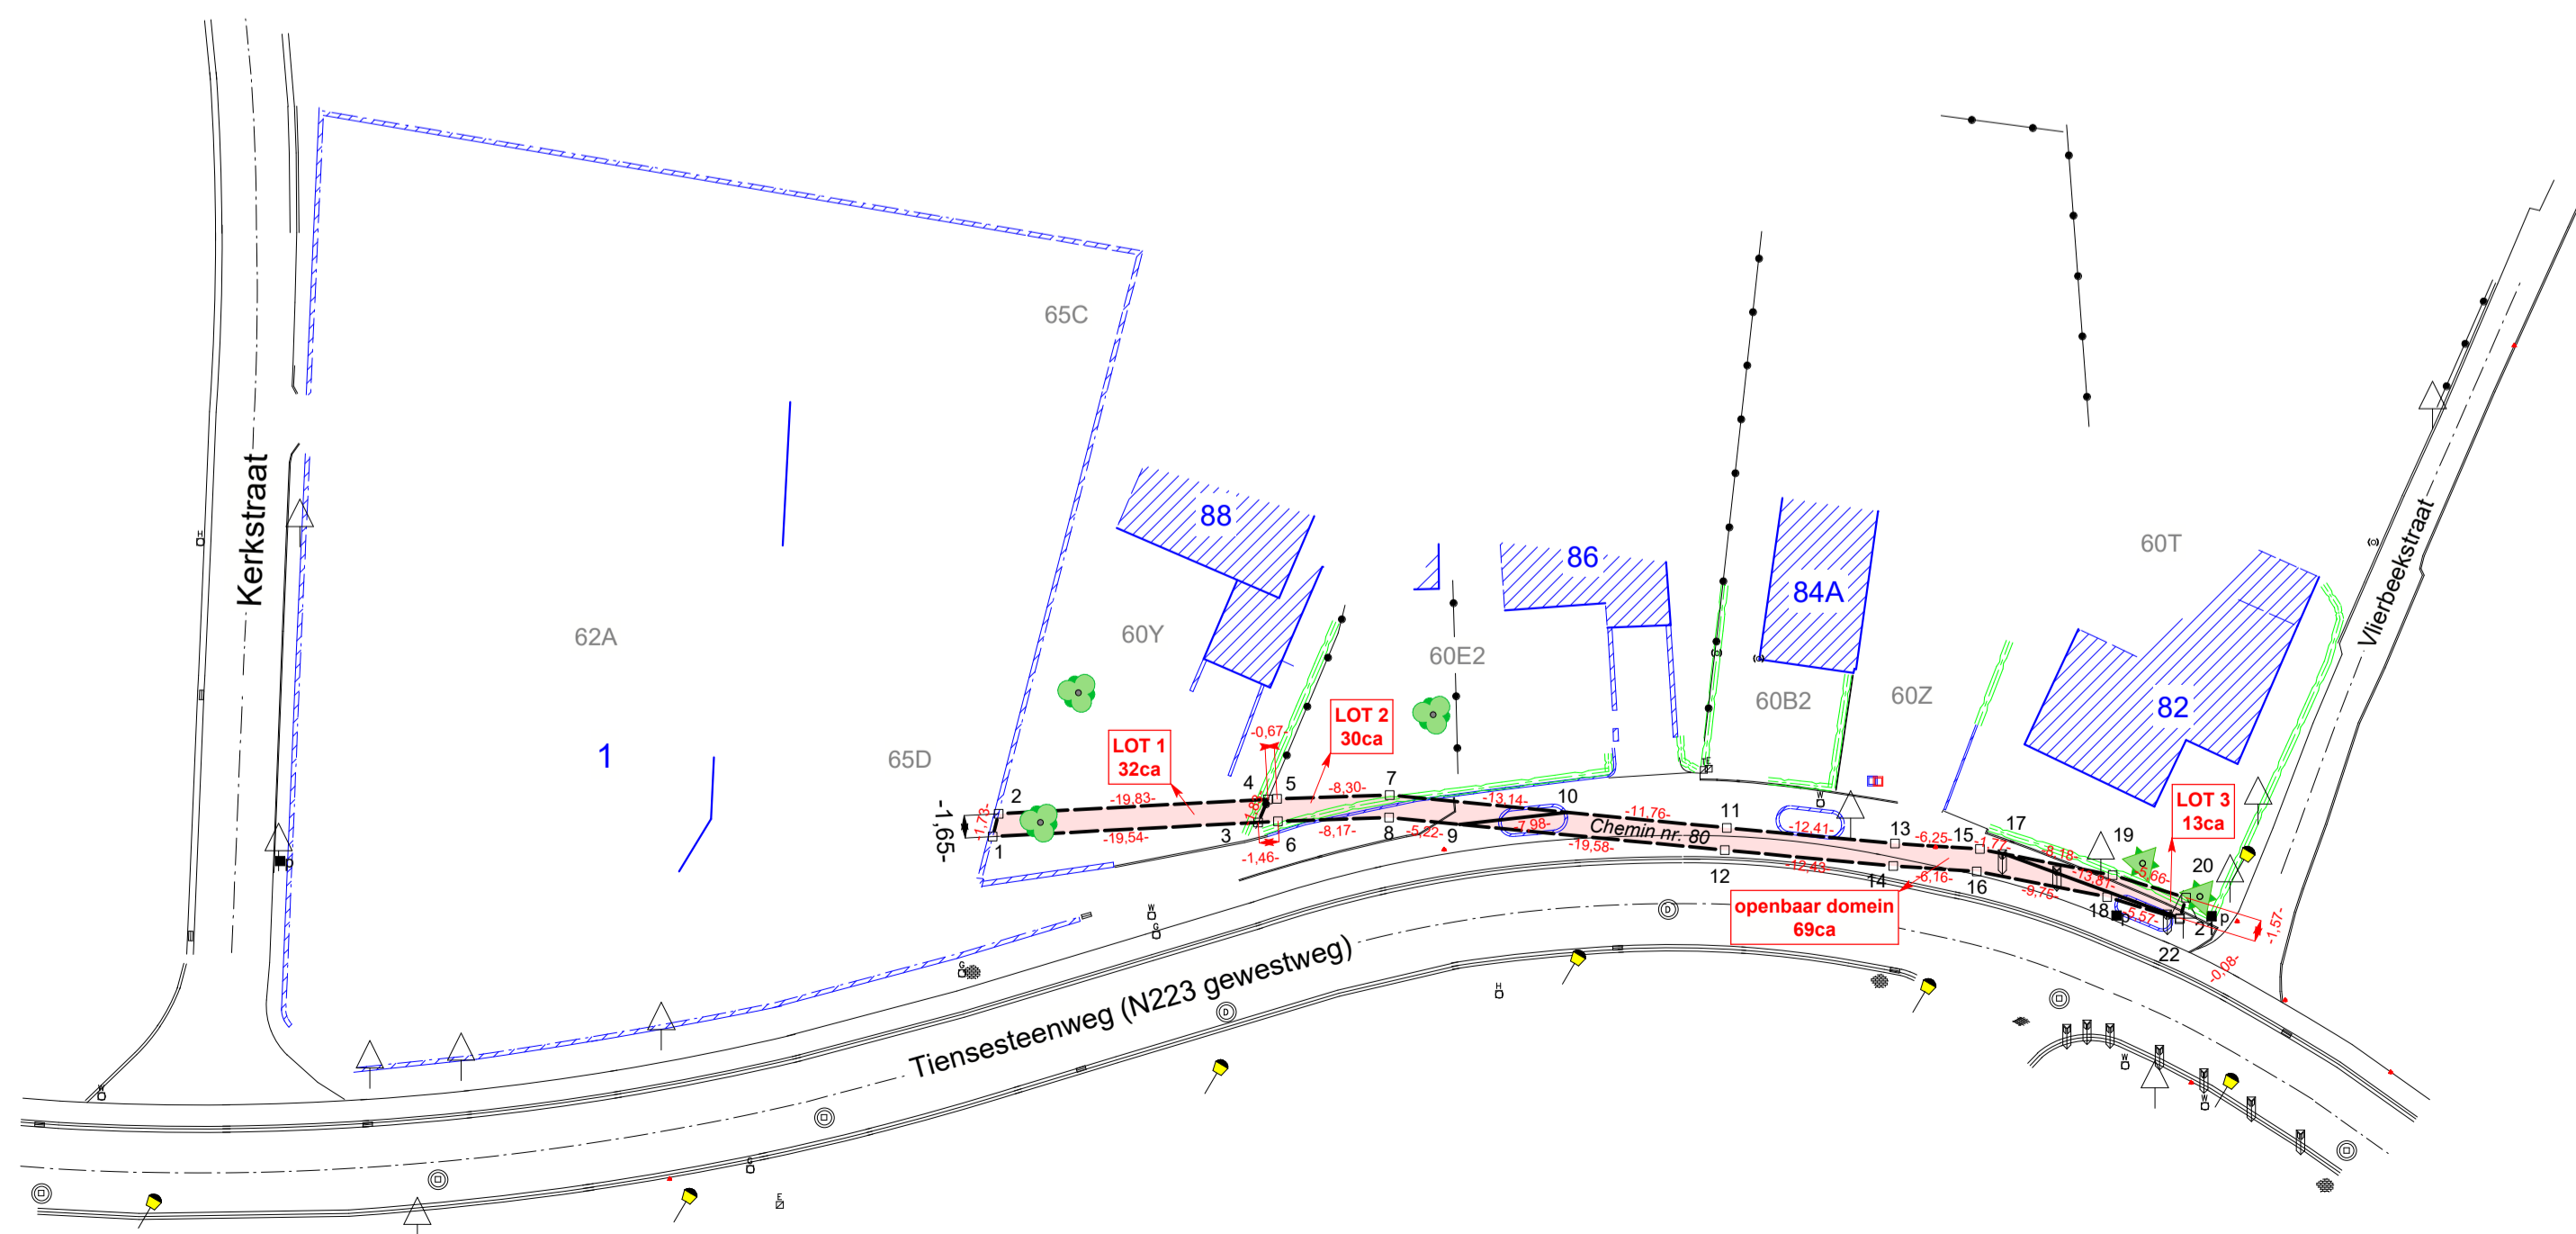 Kerkstraat
65C
62A
1
65D
88
60Y
60E2
86
84A
60B2
60Z
60T
82
Vlierbeekstraat
LOT 1
32ca
LOT 2
30ca
LOT 3
13ca
openbaar domein
69ca
Chemin nr. 80
Tiensesteenweg (N223 gewestweg)
-1,65-
-1,73-
-19,83-
-19,54-
-0,67-
-1,46-
-8,30-
-8,17-
-5,22-
-13,14-
-7,98-
-19,58-
-11,76-
-12,41-
-12,43-
-6,25-
-6,16-
-1,77-
-8,18-
-9,75-
-13,81-
-5,66-
-5,57-
-1,57-
-0,08-
1
2
3
4
5
6
7
8
9
10
11
12
13
14
15
16
17
18
19
20
21
22
H
W
G
G
W
H
W
W
G
E
D
D
p
p
p